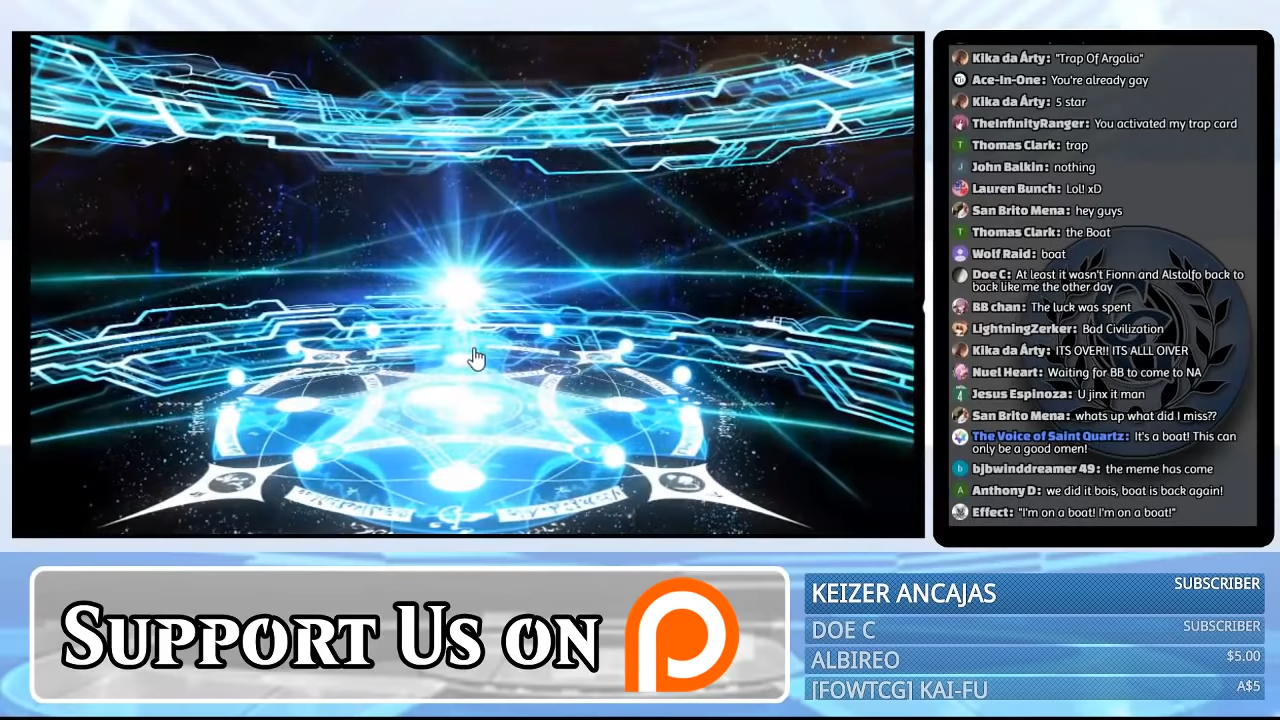 Kika da Árty: "Trap Of Argalia"
Ace-In-One: You're already gay
Kika da Árty: 5 star
TheInfinityRanger: You activated my trap card
Thomas Clark: trap
John Balkin: nothing
Lauren Bunch: Lol! xD
San Brito Mena: hey guys
Thomas Clark: the Boat
Wolf Raid: boat
Doe C: At least it wasn't Fionn and Alstolfo back to
back like me the other day
BB chan: The luck was spent
LightningZerker: Bad Civilization
Kika da Árty: ITS OVER!! ITS ALLL OIVER
Nuel Heart: Waiting for BB to come to NA
Jesus Espinoza: U jinx it man
San Brito Mena: whats up what did I miss??
The Voice of Saint Quartz: It's a boat! This can
only be a good omen!
bjbwinddreamer 49: the meme has come
Anthony D: we did it bois, boat is back again!
Effect: "I'm on a boat! I'm on a boat!"
Support Us on
KEIZER ANCAJAS SUBSCRIBER
DOE C SUBSCRIBER
ALBIREO $5.00
[FOWTCG] KAI-FU A$5